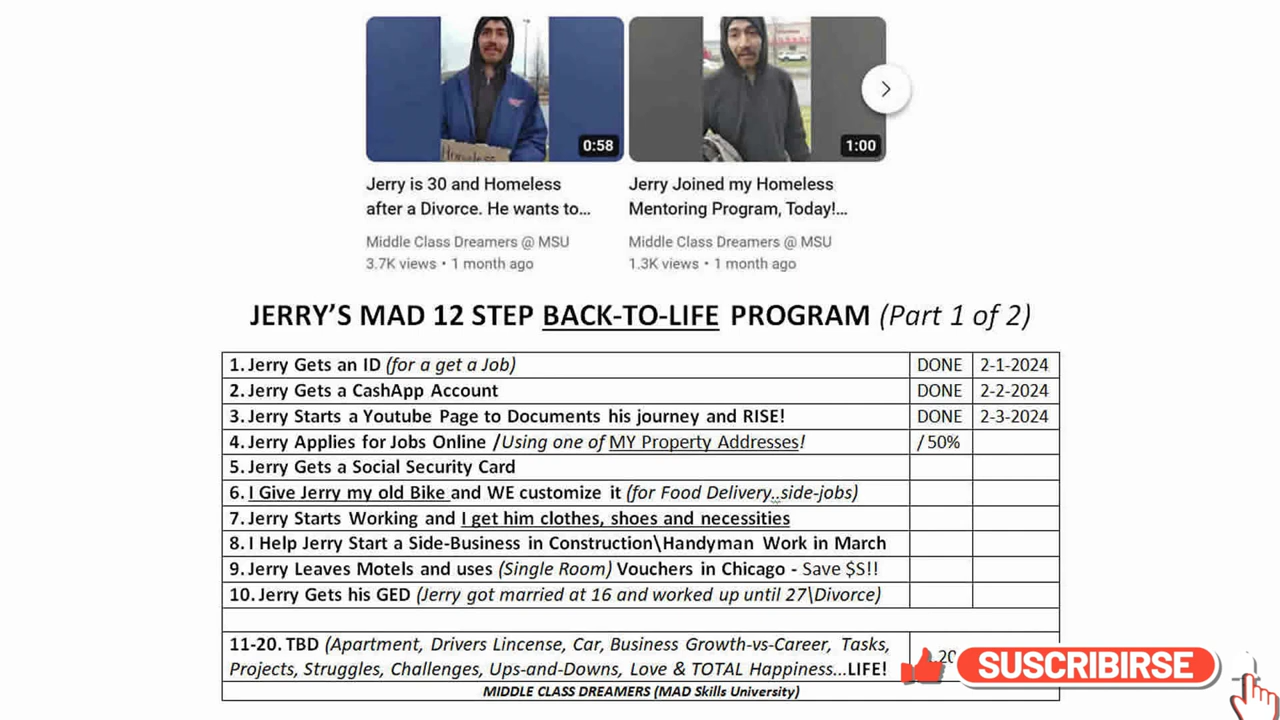 Homeless
0:58
1:00
Jerry is 30 and Homeless
after a Divorce. He wants to...
Middle Class Dreamers @ MSU
3.7K views • 1 month ago
Jerry Joined my Homeless
Mentoring Program, Today!...
Middle Class Dreamers @ MSU
1.3K views • 1 month ago
JERRY'S MAD 12 STEP BACK-TO-LIFE PROGRAM (Part 1 of 2)
1. Jerry Gets an ID (for a get a Job) DONE 2-1-2024
2. Jerry Gets a CashApp Account DONE 2-2-2024
3. Jerry Starts a Youtube Page to Documents his journey and RISE! DONE 2-3-2024
4. Jerry Applies for Jobs Online /Using one of MY Property Addresses! / 50%
5. Jerry Gets a Social Security Card
6. I Give Jerry my old Bike and WE customize it (for Food Delivery..side-jobs)
7. Jerry Starts Working and I get him clothes, shoes and necessities
8. I Help Jerry Start a Side-Business in Construction\Handyman Work in March
9. Jerry Leaves Motels and uses (Single Room) Vouchers in Chicago - Save $S!!
10. Jerry Gets his GED (Jerry got married at 16 and worked up until 27\Divorce)
11-20. TBD (Apartment, Drivers Lincense, Car, Business Growth-vs-Career, Tasks,
Projects, Struggles, Challenges, Ups-and-Downs, Love & TOTAL Happiness...LIFE!
SUSCRIBIRSE
MIDDLE CLASS DREAMERS (MAD Skills University)